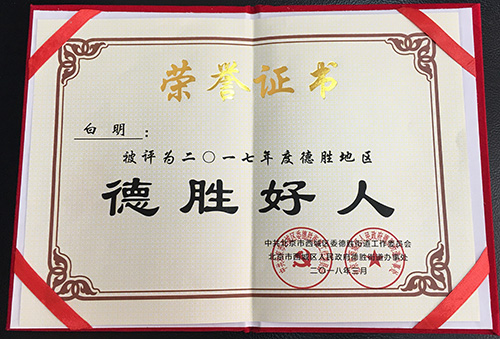 荣誉证书
白明：
被评为二〇一七年度德胜地区
德胜好人
中共北京市西城区委德胜街道工作委员会
北京市西城区人民政府德胜街道办事处
二〇一八年三月